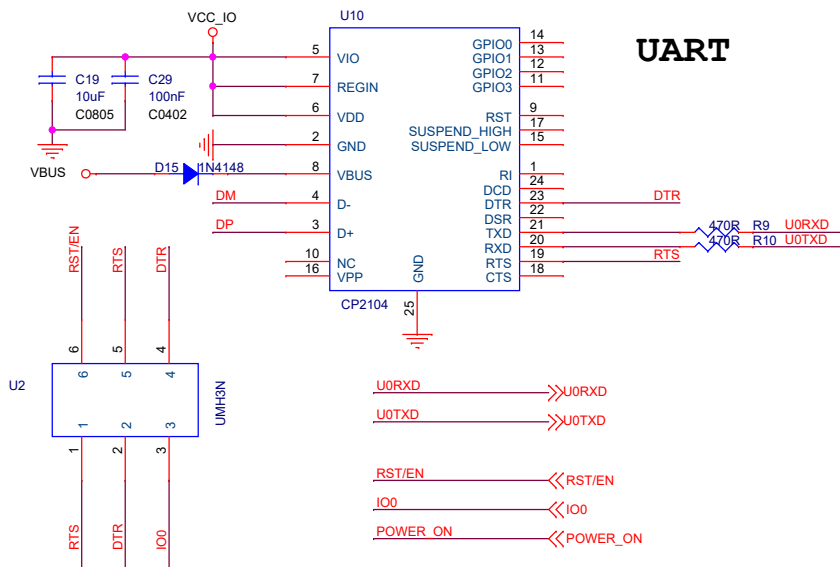 VCC_IO
U10
UART
5 VIO
7 REGIN
6 VDD
2 GND
8 VBUS
4 D-
3 D+
10 NC
16 VPP
GPIO0 14
GPIO1 13
GPIO2 12
GPIO3 11
RST 9
SUSPEND_HIGH 17
SUSPEND_LOW 15
RI 1
DCD 24
DTR 23
DSR 22
TXD 21
RXD 20
RTS 19
CTS 18
GND
25
CP2104
C19
10uF
C0805
C29
100nF
C0402
VBUS
D15 1N4148
DM
DP
DTR
470R R9 U0RXD
470R R10 U0TXD
RTS
RST/EN RTS DTR
6 5 4
6 5 4
U2
UMH3N
1 2 3
1 2 3
RTS DTR IO0
U0RXD U0RXD
U0TXD U0TXD
RST/EN RST/EN
IO0 IO0
POWER_ON POWER_ON